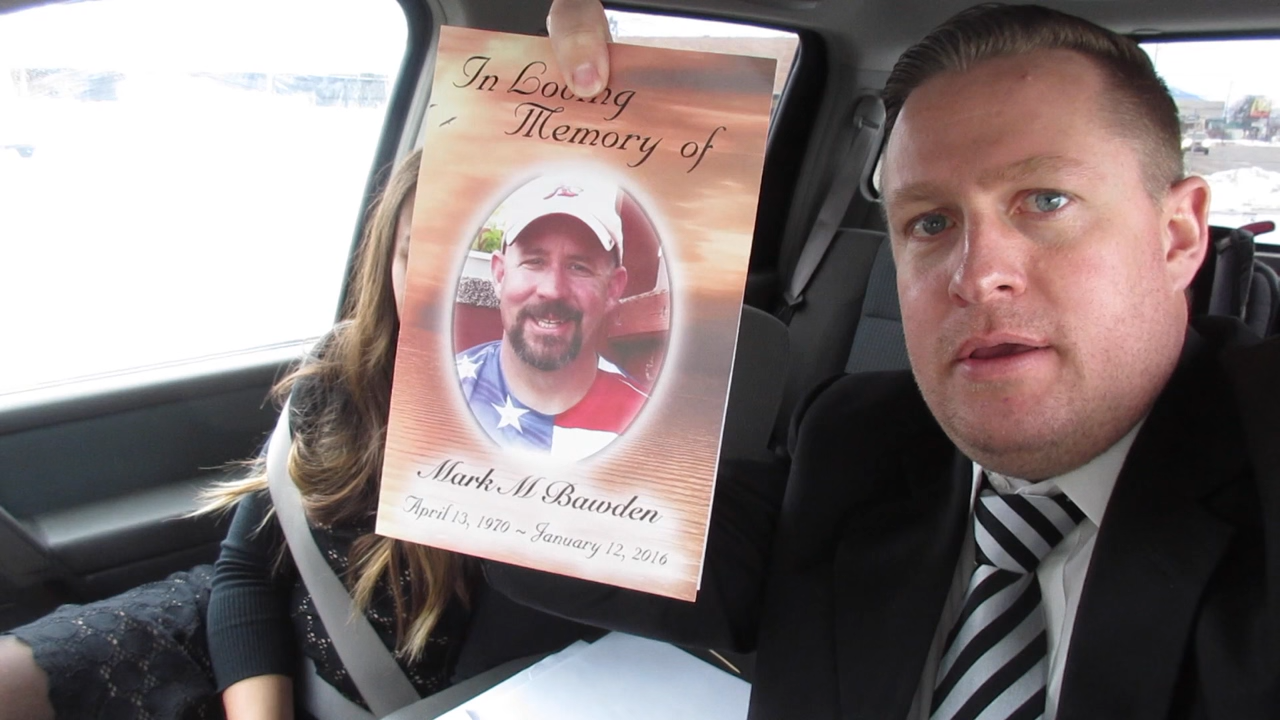 In Loving
Memory of
Mark M Bawden
April 13, 1970 ~ January 12, 2016